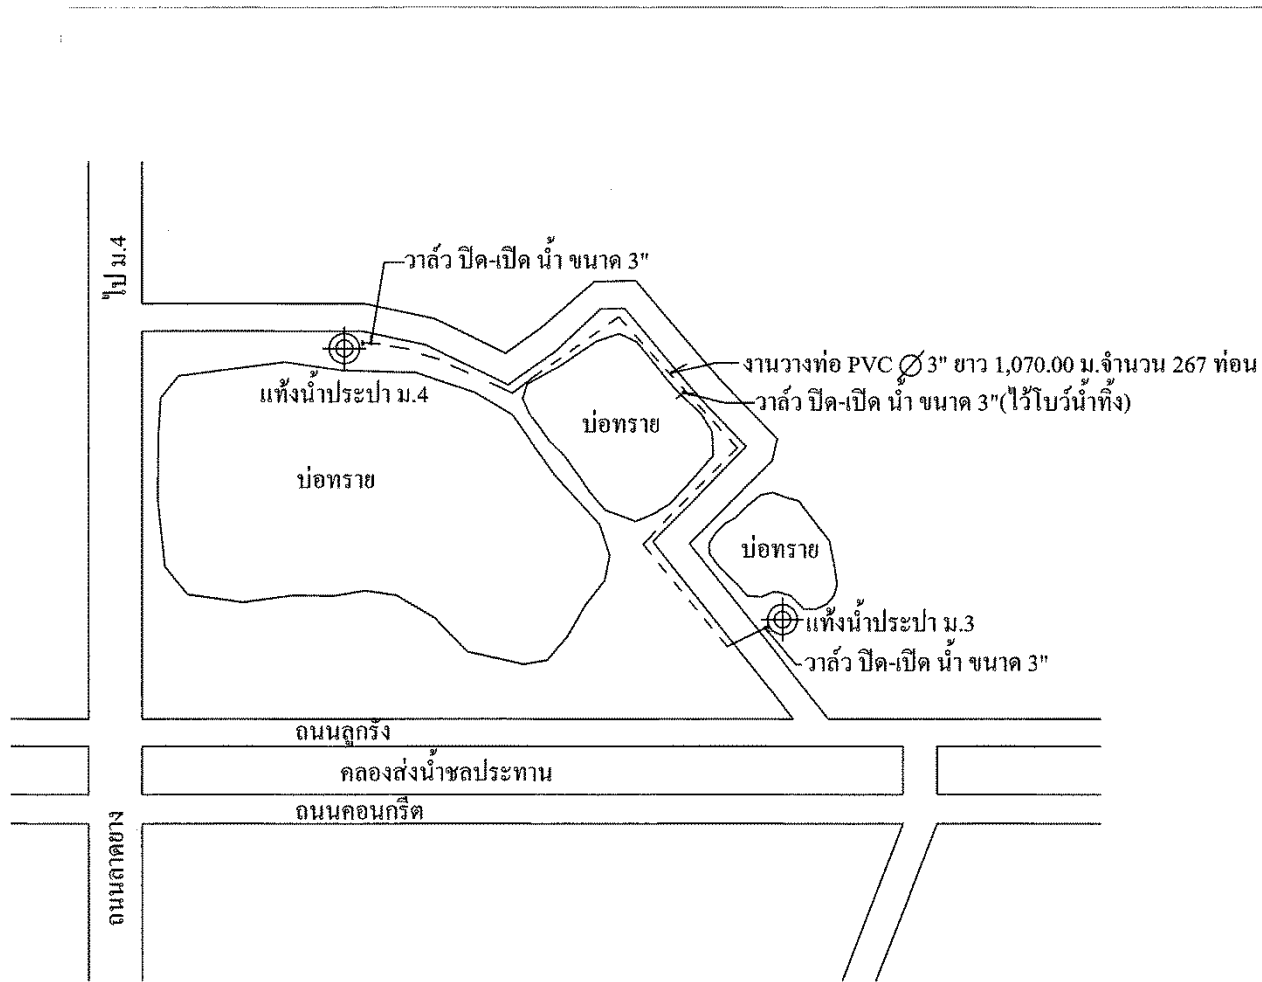 ไป ม.4
วาล์ว ปิด-เปิด น้ำ ขนาด 3"
งานวางท่อ PVC ∅ 3" ยาว 1,070.00 ม.จำนวน 267 ท่อน
แท้งน้ำประปา ม.4
วาล์ว ปิด-เปิด น้ำ ขนาด 3"(ไว้โบว์น้ำทิ้ง)
บ่อทราย
บ่อทราย
บ่อทราย
แท้งน้ำประปา ม.3
วาล์ว ปิด-เปิด น้ำ ขนาด 3"
ถนนลูกรัง
คลองส่งน้ำชลประทาน
ถนนคอนกรีต
ถนนลาดยาง